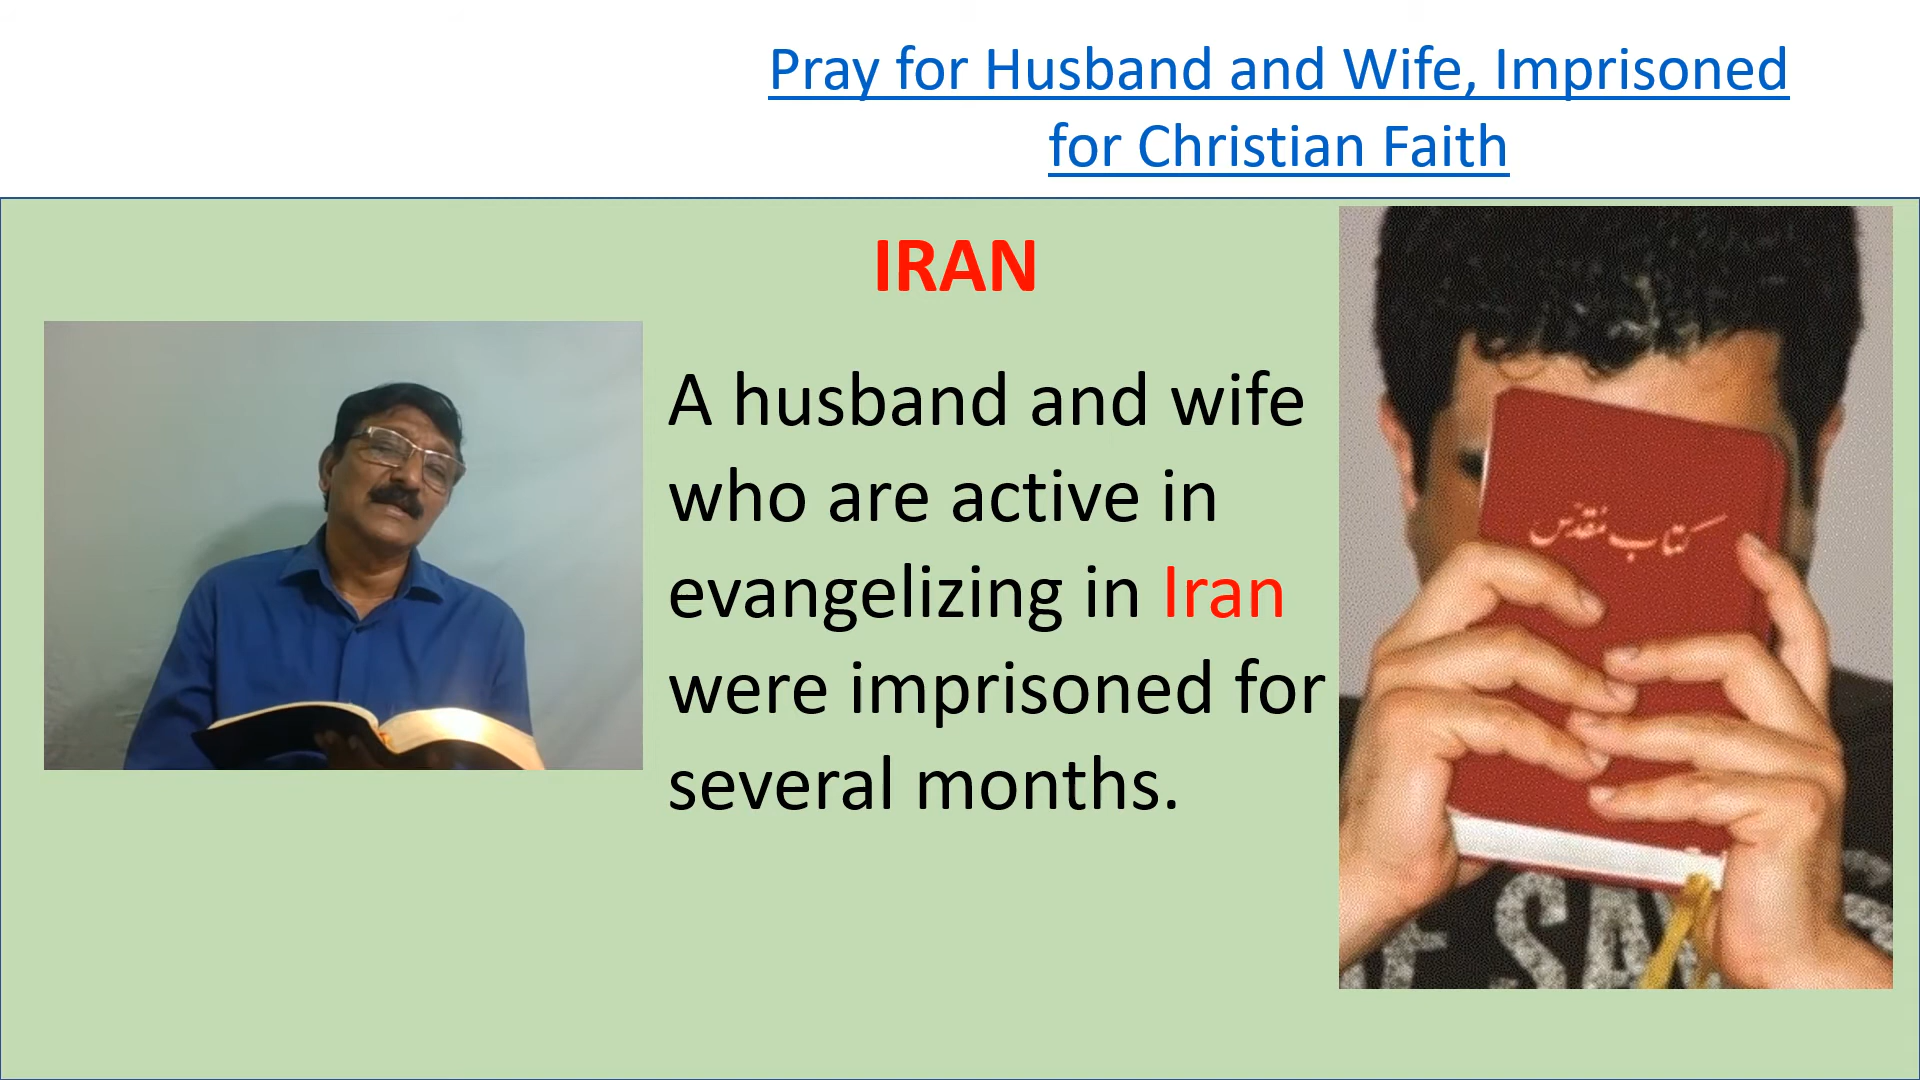 Pray for Husband and Wife, Imprisoned
for Christian Faith
IRAN
A husband and wife
who are active in
evangelizing in Iran
were imprisoned for
several months.
کتاب مقدّس